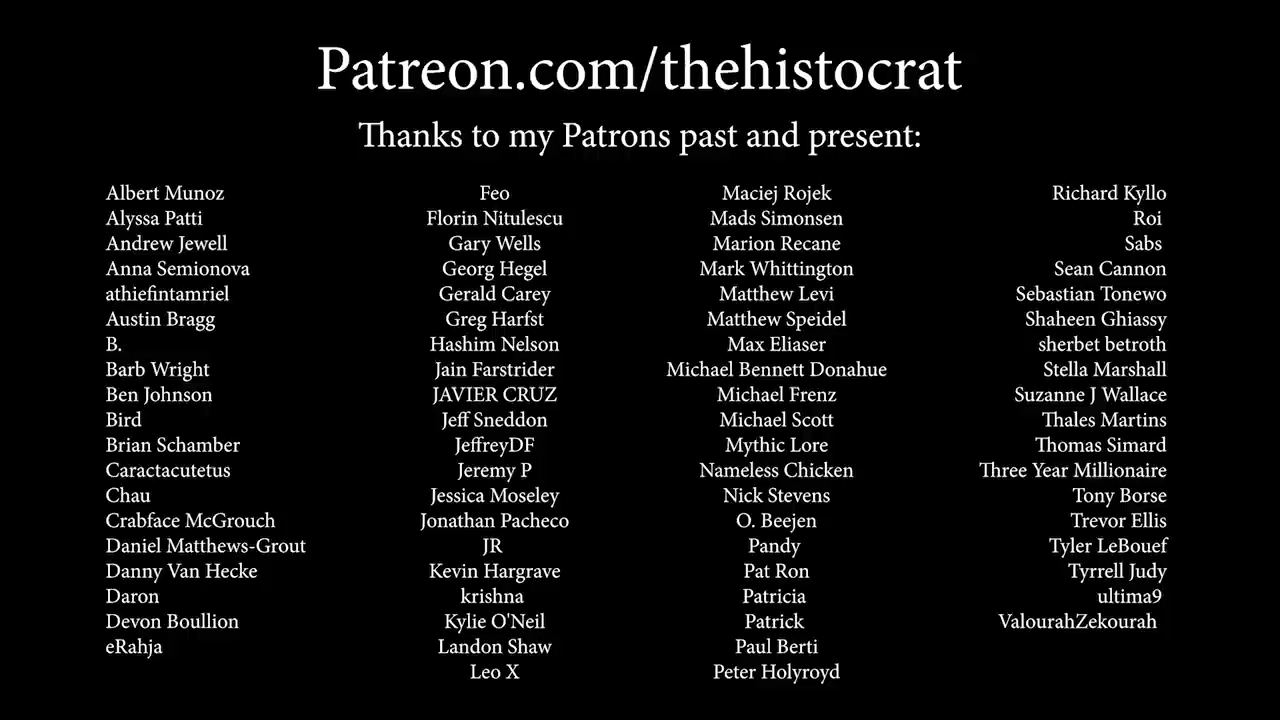 Patreon.com/thehistocrat
Thanks to my Patrons past and present:
Albert Munoz
Alyssa Patti
Andrew Jewell
Anna Semionova
athiefintamriel
Austin Bragg
B.
Barb Wright
Ben Johnson
Bird
Brian Schamber
Caractacutetus
Chau
Crabface McGrouch
Daniel Matthews-Grout
Danny Van Hecke
Daron
Devon Boullion
eRahja
Feo
Florin Nitulescu
Gary Wells
Georg Hegel
Gerald Carey
Greg Harfst
Hashim Nelson
Jain Farstrider
JAVIER CRUZ
Jeff Sneddon
JeffreyDF
Jeremy P
Jessica Moseley
Jonathan Pacheco
JR
Kevin Hargrave
krishna
Kylie O'Neil
Landon Shaw
Leo X
Maciej Rojek
Mads Simonsen
Marion Recane
Mark Whittington
Matthew Levi
Matthew Speidel
Max Eliaser
Michael Bennett Donahue
Michael Frenz
Michael Scott
Mythic Lore
Nameless Chicken
Nick Stevens
O. Beejen
Pandy
Pat Ron
Patricia
Patrick
Paul Berti
Peter Holyroyd
Richard Kyllo
Roi
Sabs
Sean Cannon
Sebastian Tonewo
Shaheen Ghiassy
sherbet betroth
Stella Marshall
Suzanne J Wallace
Thales Martins
Thomas Simard
Three Year Millionaire
Tony Borse
Trevor Ellis
Tyler LeBouef
Tyrrell Judy
ultima9
ValourahZekourah